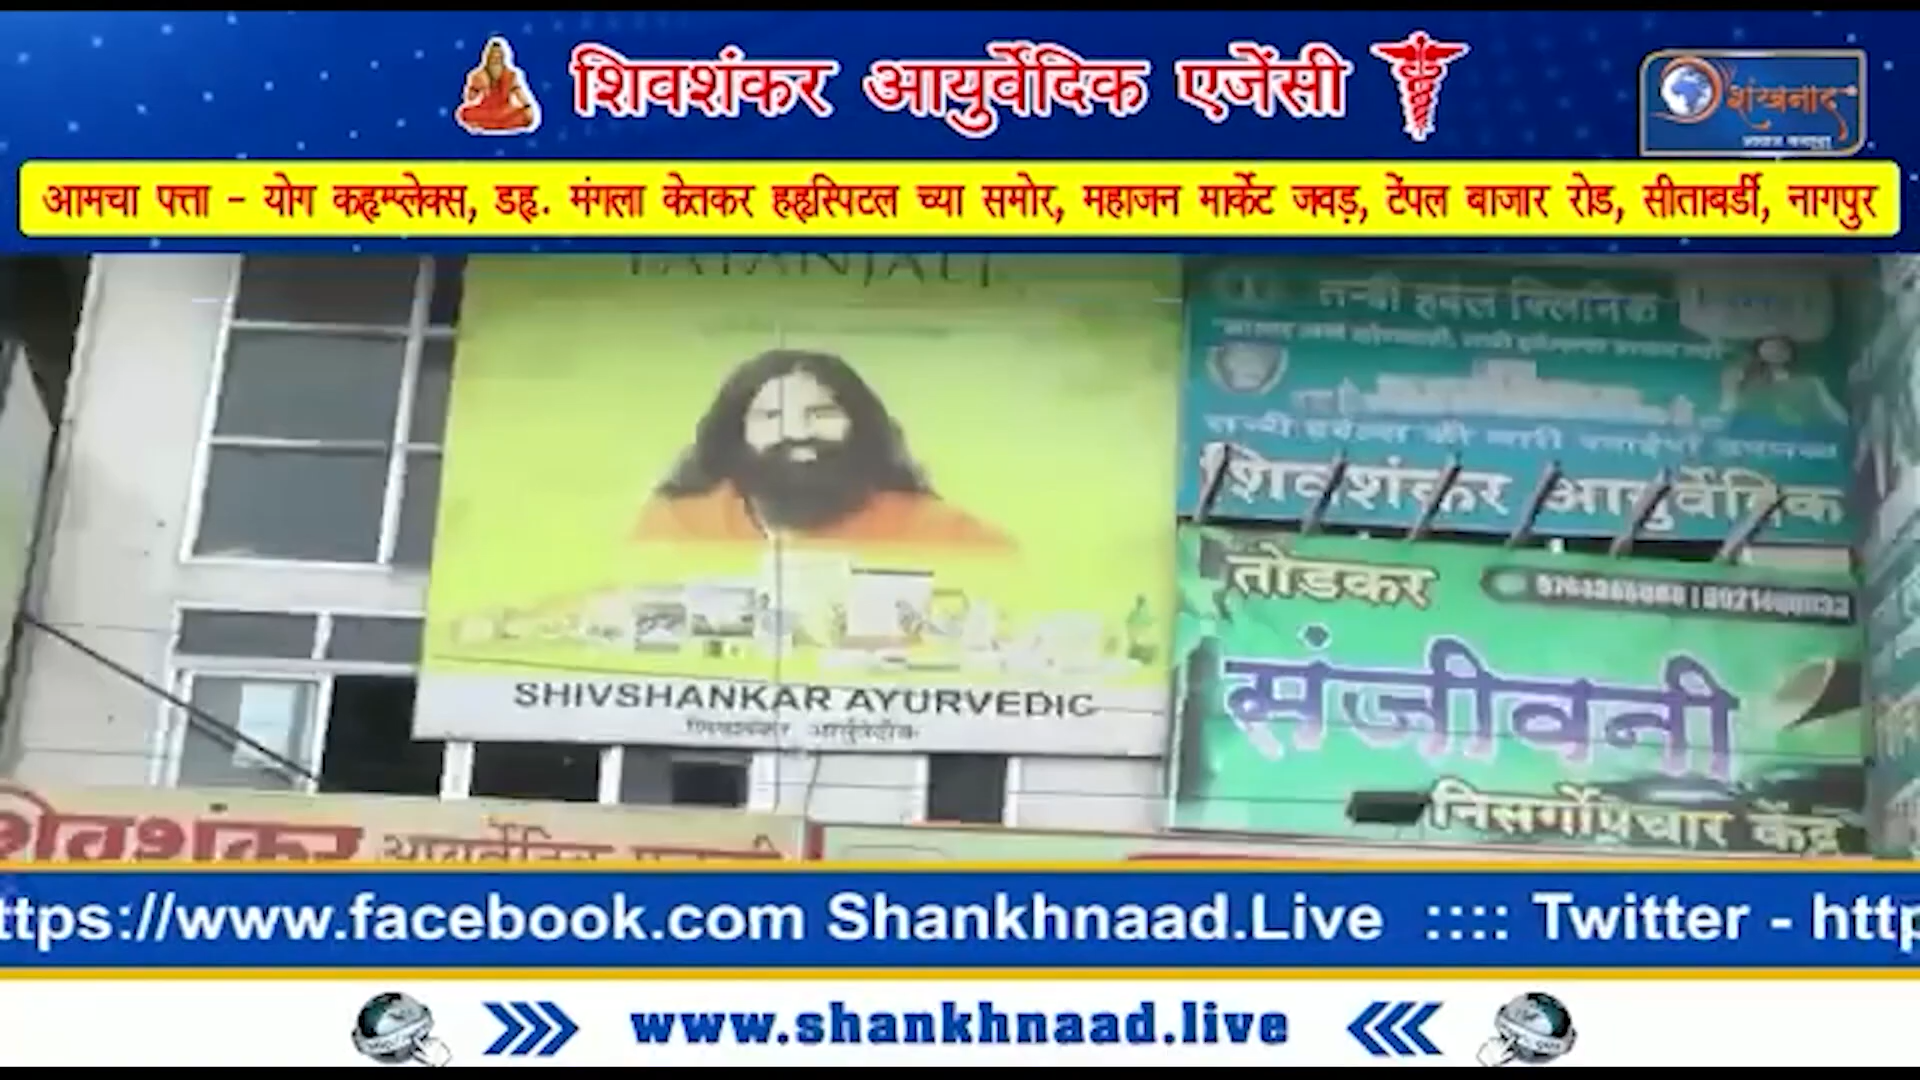 शिवशंकर आयुर्वेदिक एजेंसी
शंखनाद
आमचा पत्ता - योग कहृम्प्लेक्स, डहृ. मंगला केतकर हहृस्पिटल च्या समोर, महाजन मार्केट जवड़, टेंपल बाजार रोड, सीताबर्डी, नागपुर
PATANJALI
हर्बल क्लिनिक
शिवशंकर आयुर्वेदिक
तोडकर
संजीवनी
निसर्गोपचार केंद्र
SHIVSHANKAR AYURVEDIC
शिवशंकर आर्युवेदीक
शिवशंकर आयुर्वेदिक
ttps://www.facebook.com Shankhnaad.Live :::: Twitter - http
www.shankhnaad.live